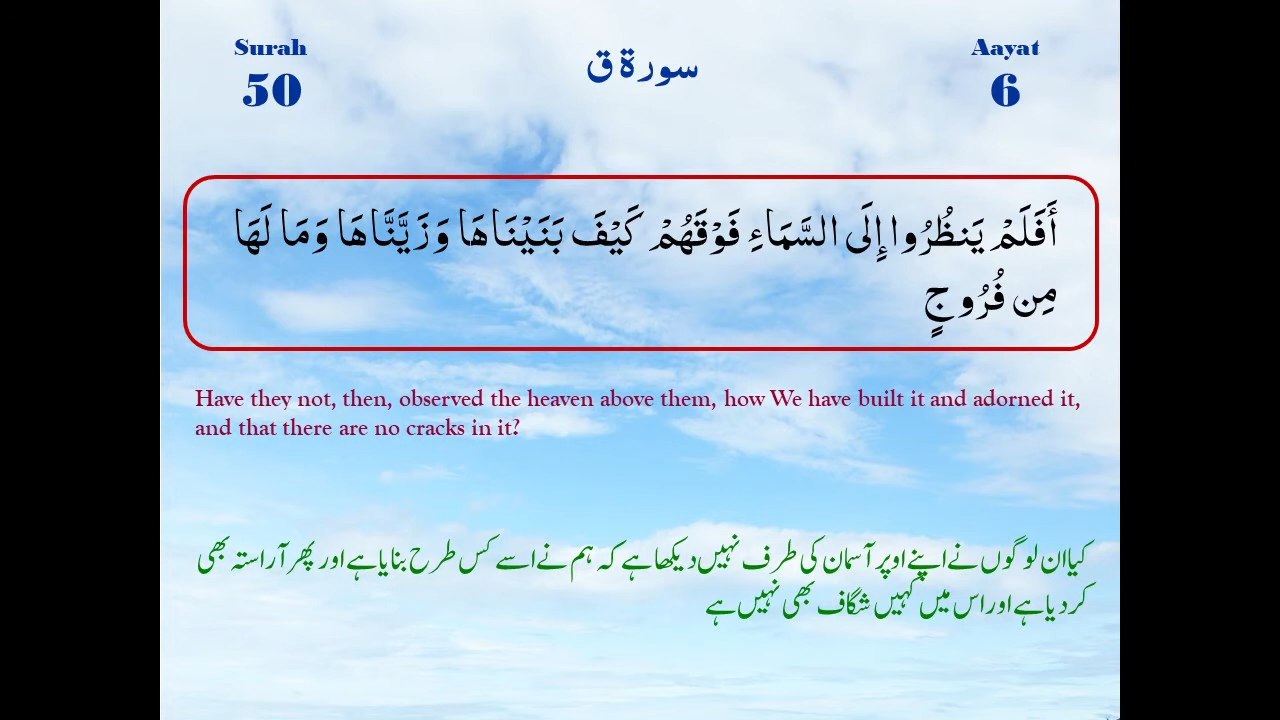 Surah
50
سورة ق
Aayat
6
أَفَلَمْ يَنظُرُوا إِلَى السَّمَاءِ فَوْقَهُمْ كَيْفَ بَنَيْنَاهَا وَزَيَّنَّاهَا وَمَا لَهَا
مِن فُرُوجٍ
Have they not, then, observed the heaven above them, how We have built it and adorned it,
and that there are no cracks in it?
کیا ان لوگوں نے اپنے اوپر آسمان کی طرف نہیں دیکھا ہے کہ ہم نے اسے کس طرح بنایا ہے اور پھر آراستہ بھی
کردیا ہے اور اس میں کہیں شگاف بھی نہیں ہے